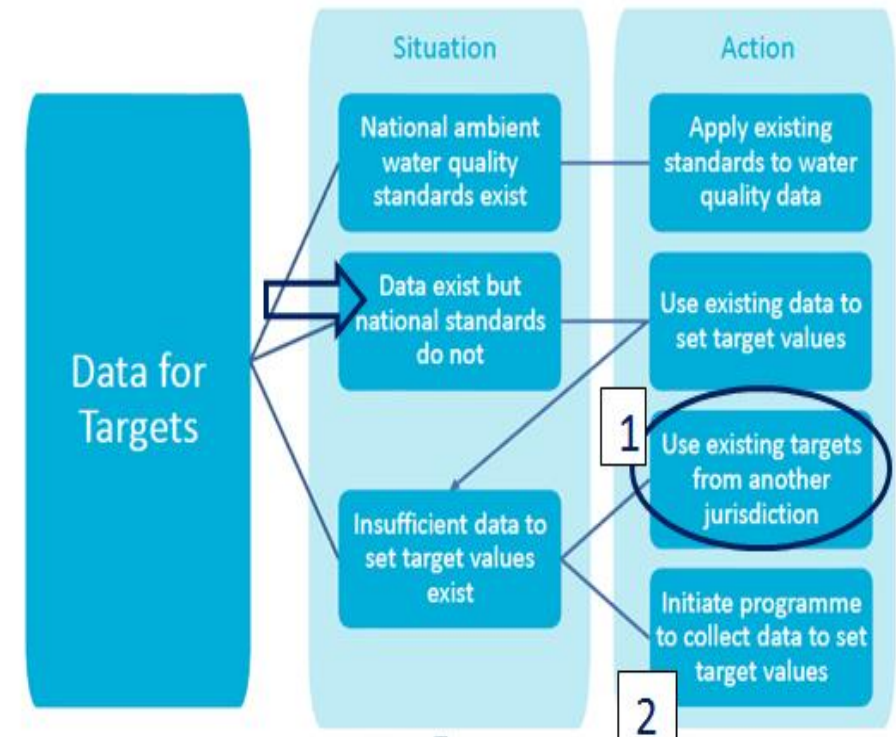 Situation
Action
Data for
Targets
National ambient
water quality
standards exist
Apply existing
standards to water
quality data
Data exist but
national standards
do not
Use existing data to
set target values
1
Use existing targets
from another
jurisdiction
Insufficient data to
set target values
exist
Initiate programme
to collect data to set
target values
2